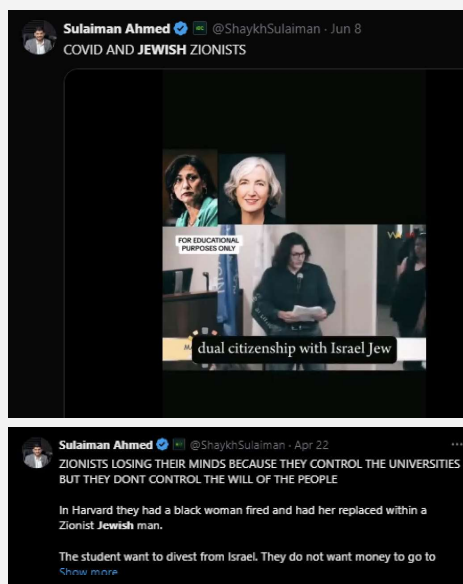 Sulaiman Ahmed @ShaykhSulaiman · Jun 8
COVID AND JEWISH ZIONISTS
FOR EDUCATIONAL
PURPOSES ONLY
dual citizenship with Israel Jew
Sulaiman Ahmed @ShaykhSulaiman · Apr 22
ZIONISTS LOSING THEIR MINDS BECAUSE THEY CONTROL THE UNIVERSITIES
BUT THEY DONT CONTROL THE WILL OF THE PEOPLE
In Harvard they had a black woman fired and had her replaced within a
Zionist Jewish man.
The student want to divest from Israel. They do not want money to go to
Show more